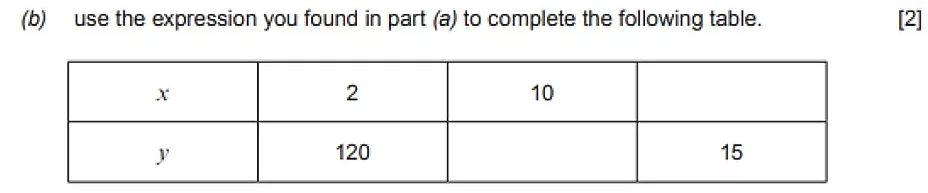 (b) use the expression you found in part (a) to complete the following table. [2]
x 2 10
y 120 15